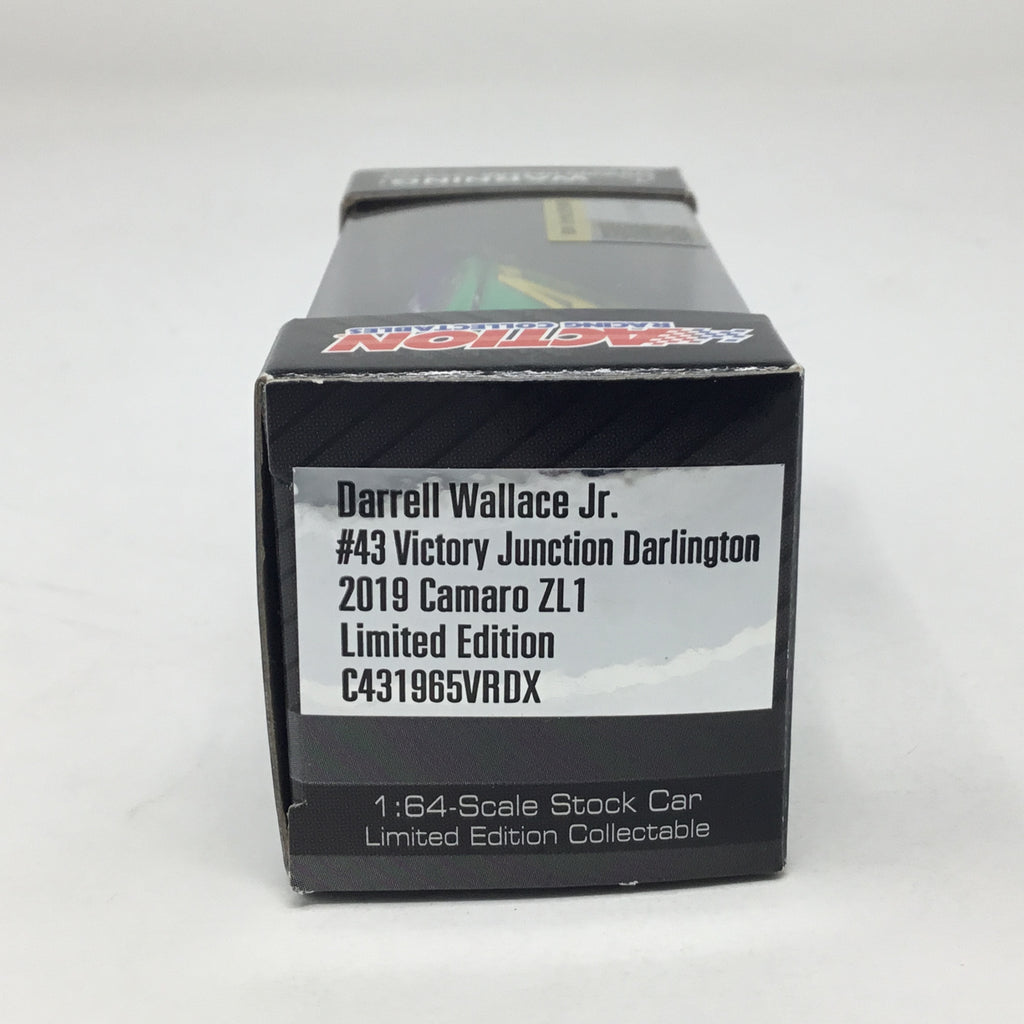 WARNING
ACTION
RACING COLLECTABLES
Darrell Wallace Jr.
#43 Victory Junction Darlington
2019 Camaro ZL1
Limited Edition
C431965VRDX
1:64-Scale Stock Car
Limited Edition Collectable